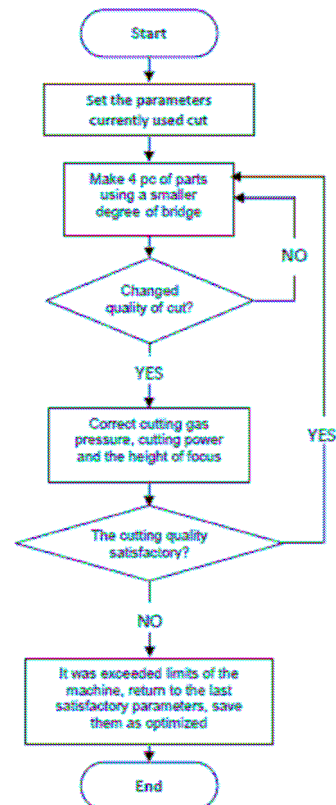 Start
Set the parameters
currently used cut
Make 4 pc of parts
using a smaller
degree of bridge
NO
Changed
quality of cut?
YES
Correct cutting gas
pressure, cutting power
and the height of focus
YES
The cutting quality
satisfactory?
NO
It was exceeded limits of the
machine, return to the last
satisfactory parameters, save
them as optimized
End